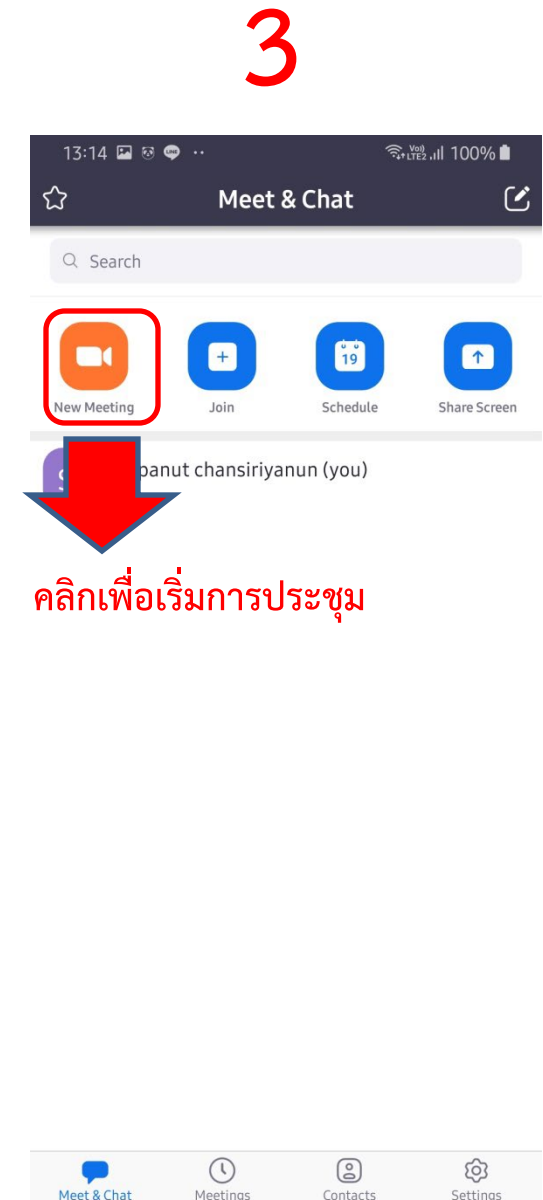 3
13:14
100%
Meet & Chat
Search
19
New Meeting
Join
Schedule
Share Screen
chansiriyanun (you)
คลิกเพื่อเริ่มการประชุม
Meet & Chat
Meetings
Contacts
Settings